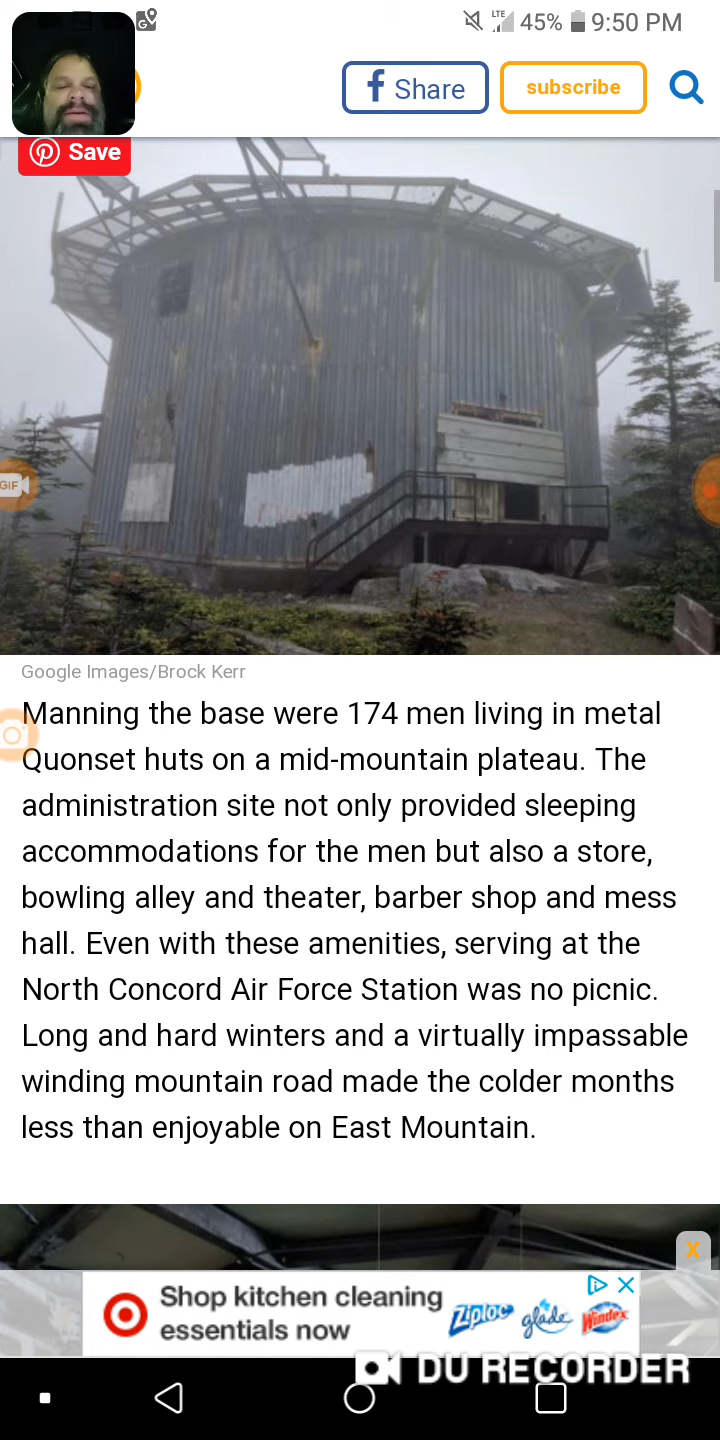 LTE 45% 9:50 PM
f Share subscribe
Save
GIF
Google Images/Brock Kerr
Manning the base were 174 men living in metal
Quonset huts on a mid-mountain plateau. The
administration site not only provided sleeping
accommodations for the men but also a store,
bowling alley and theater, barber shop and mess
hall. Even with these amenities, serving at the
North Concord Air Force Station was no picnic.
Long and hard winters and a virtually impassable
winding mountain road made the colder months
less than enjoyable on East Mountain.
X
Shop kitchen cleaning
essentials now
Ziploc glade Windex
DU RECORDER